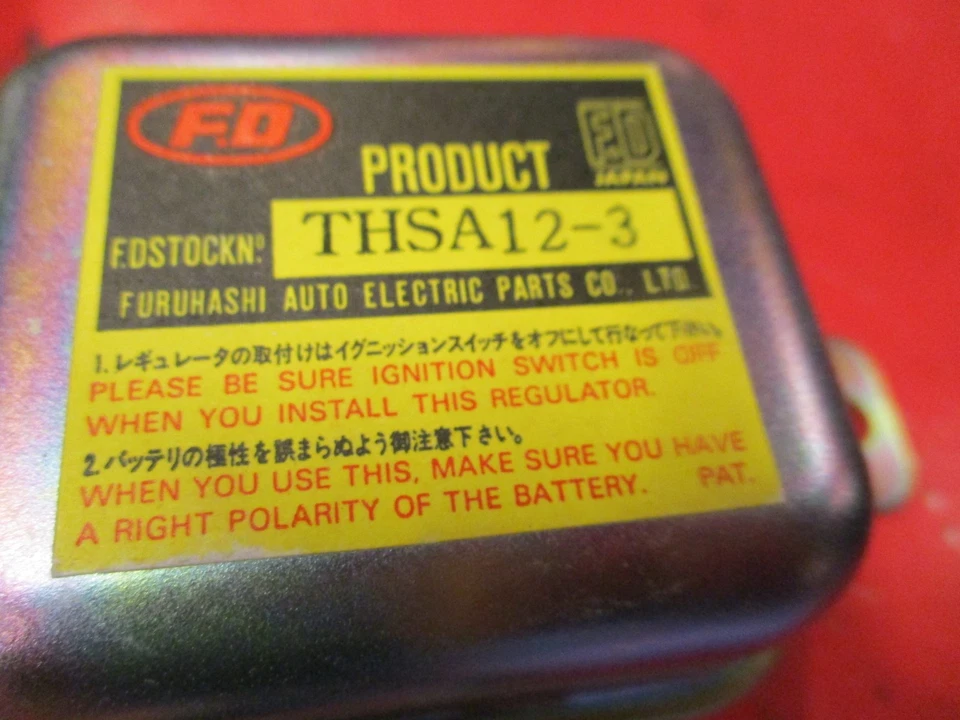 F.D
F.D
JAPAN
PRODUCT
F.D STOCK Nº.
THSA12-3
FURUHASHI AUTO ELECTRIC PARTS CO., LTD.
1. レギュレータの取付けはイグニッションスイッチをオフにして行なって下さい。
PLEASE BE SURE IGNITION SWITCH IS OFF
WHEN YOU INSTALL THIS REGULATOR.
2. バッテリの極性を誤まらぬよう御注意下さい。
WHEN YOU USE THIS, MAKE SURE YOU HAVE
A RIGHT POLARITY OF THE BATTERY. PAT.